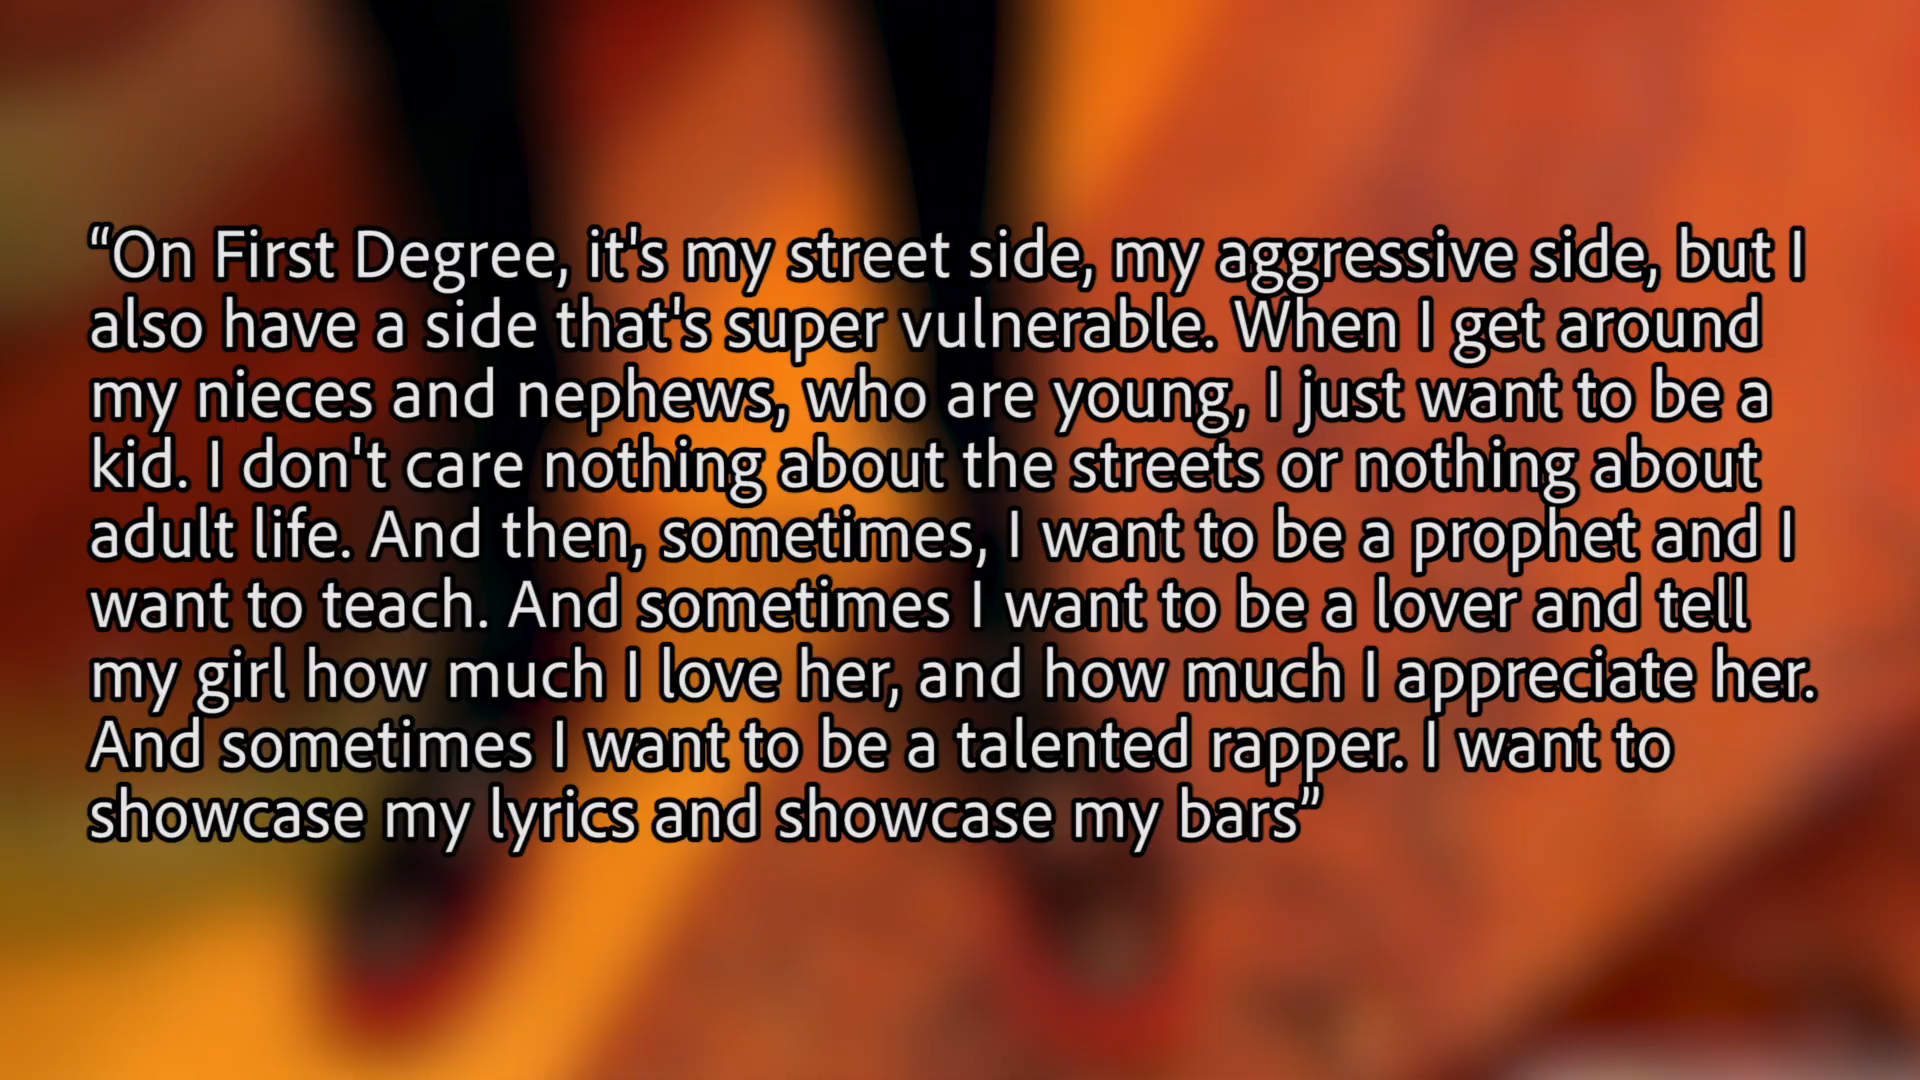 “On First Degree, it's my street side, my aggressive side, but I
also have a side that's super vulnerable. When I get around
my nieces and nephews, who are young, I just want to be a
kid. I don't care nothing about the streets or nothing about
adult life. And then, sometimes, I want to be a prophet and I
want to teach. And sometimes I want to be a lover and tell
my girl how much I love her, and how much I appreciate her.
And sometimes I want to be a talented rapper. I want to
showcase my lyrics and showcase my bars”